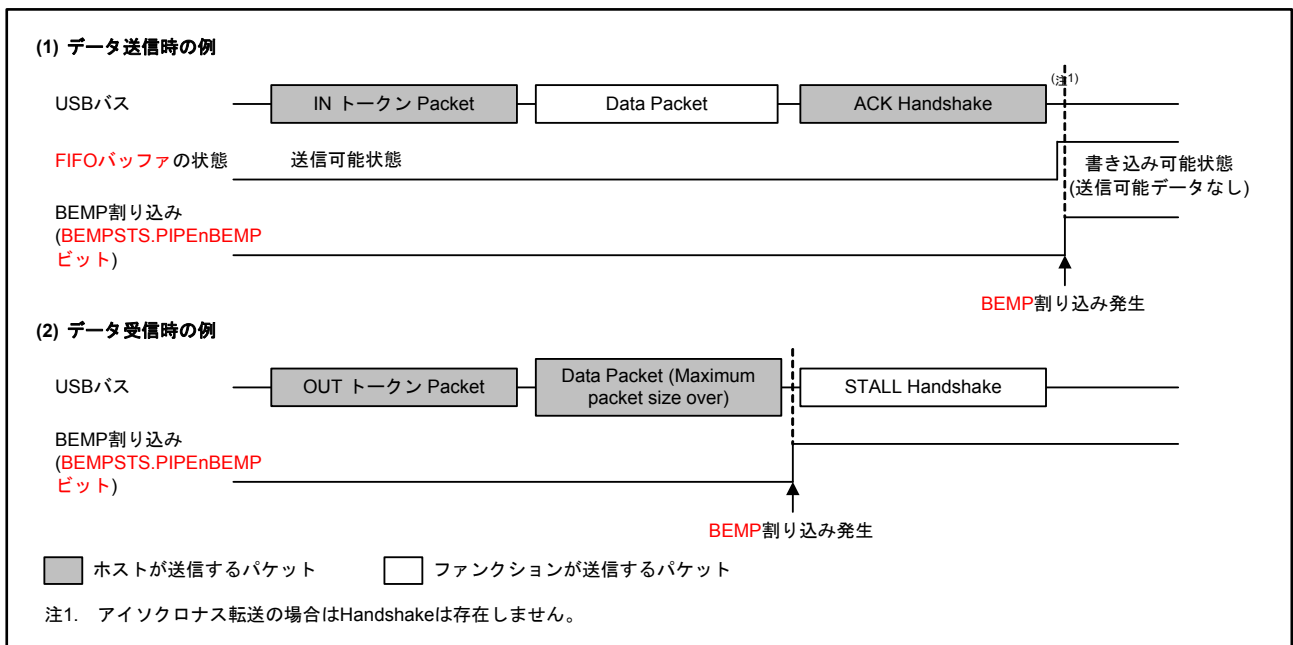 (1) データ送信時の例
(注1)
USBバス
IN トークン Packet
Data Packet
ACK Handshake
FIFOバッファの状態
送信可能状態
書き込み可能状態
(送信可能データなし)
BEMP割り込み
(BEMPSTS.PIPEnBEMP
ビット)
BEMP割り込み発生
(2) データ受信時の例
USBバス
OUT トークン Packet
Data Packet (Maximum
packet size over)
STALL Handshake
BEMP割り込み
(BEMPSTS.PIPEnBEMP
ビット)
BEMP割り込み発生
ホストが送信するパケット
ファンクションが送信するパケット
注1. アイソクロナス転送の場合はHandshakeは存在しません。